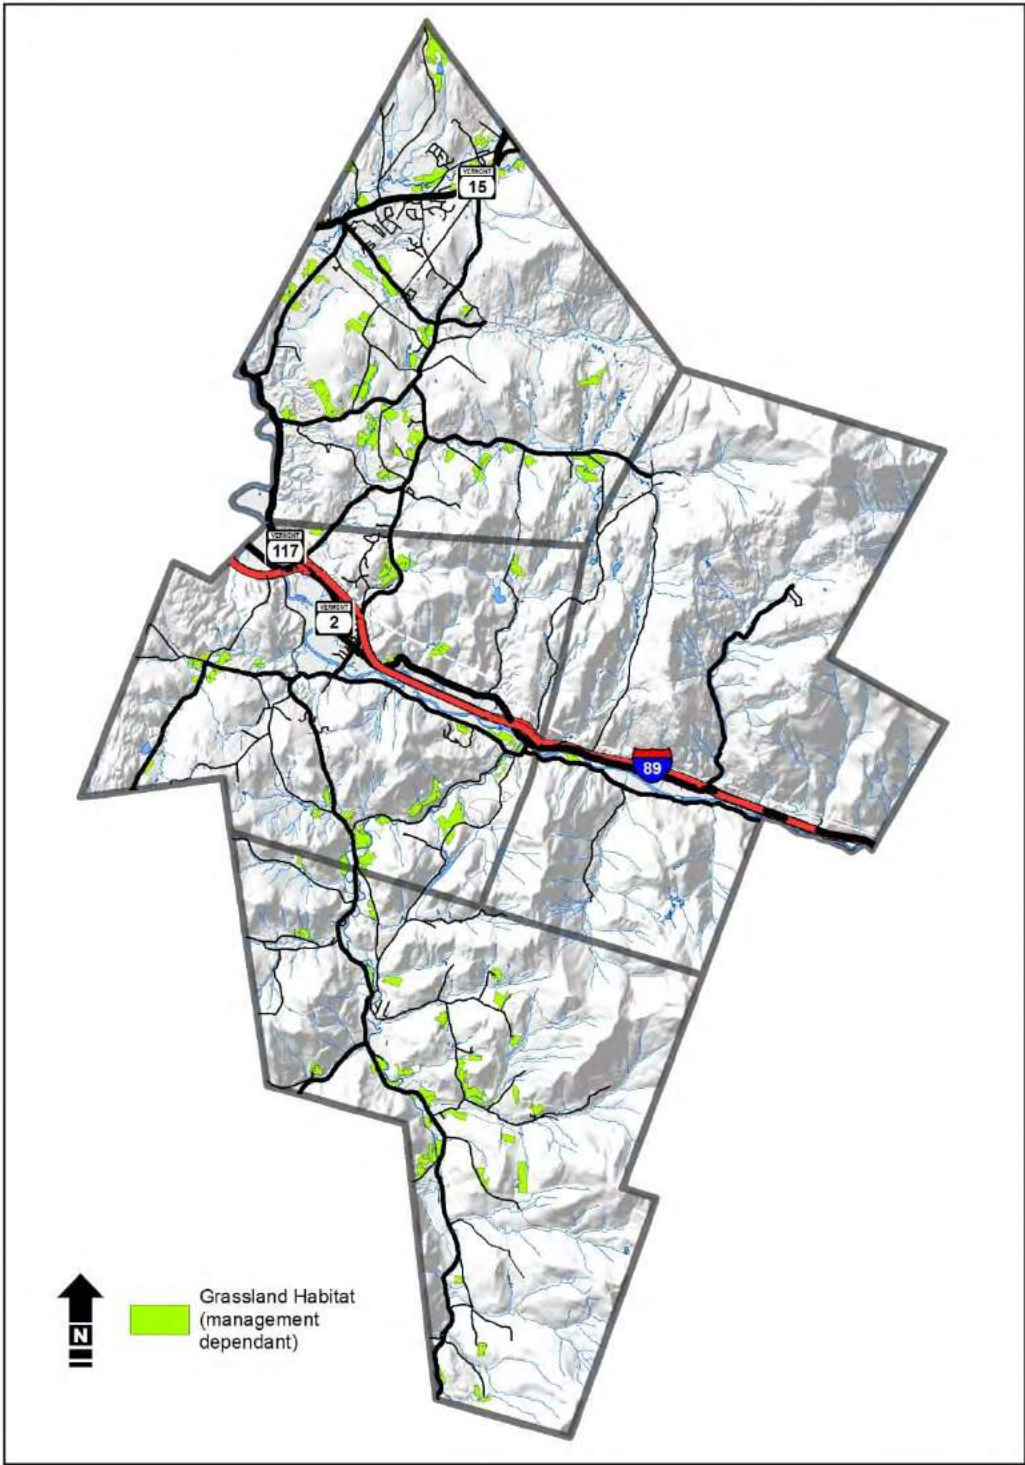 VERMONT
15
VERMONT
117
VERMONT
2
89
N
Grassland Habitat
(management
dependant)